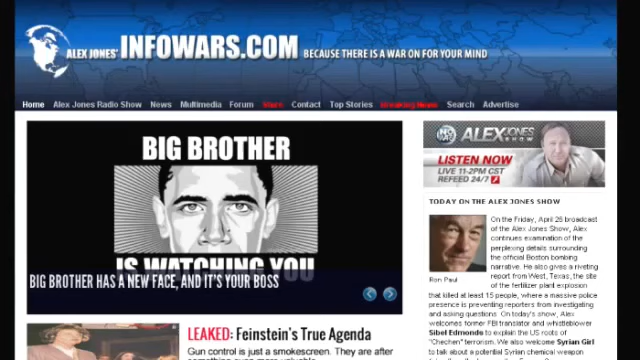 ALEX JONES' INFOWARS.COM BECAUSE THERE IS A WAR ON FOR YOUR MIND
Home Alex Jones Radio Show News Multimedia Forum Store Contact Top Stories Breaking News Search Advertise
BIG BROTHER
IS WATCHING YOU
BIG BROTHER HAS A NEW FACE, AND IT'S YOUR BOSS
LEAKED: Feinstein's True Agenda
Gun control is just a smokescreen. They are after
ALEX JONES
SHOW
LISTEN NOW
LIVE 11-2PM CST
REFEED 24/7
TODAY ON THE ALEX JONES SHOW
Ron Paul
On the Friday, April 26 broadcast
of the Alex Jones Show, Alex
continues examination of the
perplexing details surrounding
the official Boston bombing
narrative. He also gives a riveting
report from West, Texas, the site
of the fertilizer plant explosion
that killed at least 15 people, where a massive police
presence is preventing reporters from investigating
and asking questions. On today's show, Alex
welcomes former FBI translator and whistleblower
Sibel Edmonds to explain the US roots of
"Chechen" terrorism. We also welcome Syrian Girl
to talk about a potential Syrian chemical weapon